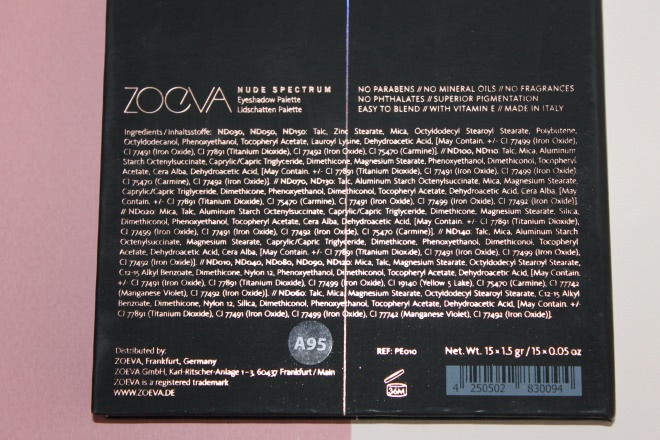 ZOEVA
NUDE SPECTRUM
Eyeshadow Palette
Lidschatten Palette
NO PARABENS // NO MINERAL OILS // NO FRAGRANCES
NO PHTHALATES // SUPERIOR PIGMENTATION
EASY TO BLEND // WITH VITAMIN E // MADE IN ITALY
Ingredients / Inhaltsstoffe: ND030, ND050, ND150: Talc, Zinc Stearate, Mica, Octyldodecyl Stearoyl Stearate, Polybutene,
Octyldodecanol, Phenoxyethanol, Tocopheryl Acetate, Lauroyl Lysine, Dehydroacetic Acid, [May Contain. +/- CI 77499 (Iron Oxide),
CI 77491 (Iron Oxide), CI 77891 (Titanium Dioxide), CI 77492 (Iron Oxide), CI 75470 (Carmine)]. // ND100, ND110: Talc, Mica, Aluminum
Starch Octenylsuccinate, Caprylic/Capric Triglyceride, Dimethicone, Magnesium Stearate, Phenoxyethanol, Dimethiconol, Tocopheryl
Acetate, Cera Alba, Dehydroacetic Acid, [May Contain. +/- CI 77891 (Titanium Dioxide), CI 77491 (Iron Oxide), CI 77499 (Iron Oxide),
CI 75470 (Carmine), CI 77492 (Iron Oxide)]. // ND070, ND130: Talc, Aluminum Starch Octenylsuccinate, Mica, Magnesium Stearate,
Caprylic/Capric Triglyceride, Dimethicone, Phenoxyethanol, Dimethiconol, Tocopheryl Acetate, Dehydroacetic Acid, Cera Alba, [May
Contain. +/- CI 77891 (Titanium Dioxide), CI 75470 (Carmine), CI 77491 (Iron Oxide), CI 77499 (Iron Oxide), CI 77492 (Iron Oxide)].
// ND020: Mica, Talc, Aluminum Starch Octenylsuccinate, Caprylic/Capric Triglyceride, Dimethicone, Magnesium Stearate, Silica,
Dimethiconol, Phenoxyethanol, Tocopheryl Acetate, Cera Alba, Dehydroacetic Acid, [May Contain. +/- CI 77891 (Titanium Dioxide),
CI 77499 (Iron Oxide), CI 77491 (Iron Oxide), CI 77492 (Iron Oxide), CI 75470 (Carmine)]. // ND140: Talc, Mica, Aluminum Starch
Octenylsuccinate, Magnesium Stearate, Caprylic/Capric Triglyceride, Dimethicone, Phenoxyethanol, Dimethiconol, Tocopheryl
Acetate, Dehydroacetic Acid, Cera Alba, [May Contain. +/- CI 77891 (Titanium Dioxide), CI 77491 (Iron Oxide), CI 77499 (Iron Oxide),
CI 77492 (Iron Oxide)]. // ND010, ND040, ND080, ND090, ND120: Mica, Talc, Magnesium Stearate, Octyldodecyl Stearoyl Stearate,
C12-15 Alkyl Benzoate, Dimethicone, Nylon 12, Phenoxyethanol, Dimethiconol, Tocopheryl Acetate, Dehydroacetic Acid, [May Contain.
+/- CI 77491 (Iron Oxide), CI 77891 (Titanium Dioxide), CI 77499 (Iron Oxide), CI 77492 (Iron Oxide), CI 19140 (Yellow 5 Lake), CI 75470 (Carmine), CI 77742
(Manganese Violet), CI 77492 (Iron Oxide)]. // ND060: Talc, Mica, Magnesium Stearate, Octyldodecyl Stearoyl Stearate, C12-15 Alkyl
Benzoate, Dimethicone, Nylon 12, Silica, Dimethiconol, Phenoxyethanol, Tocopheryl Acetate, Dehydroacetic Acid, [May Contain. +/-
CI 77891 (Titanium Dioxide), CI 77491 (Iron Oxide), CI 77499 (Iron Oxide), CI 77742 (Manganese Violet), CI 77492 (Iron Oxide)].
A95
Distributed by:
ZOEVA, Frankfurt, Germany
ZOEVA GmbH, Karl-Ritscher-Anlage 1–3, 60437 Frankfurt / Main
ZOEVA is a registered trademark
WWW.ZOEVA.DE
REF: PE010
36M
Net. Wt. 15 x 1.5 gr / 15 x 0.05 oz
4 250502 830094